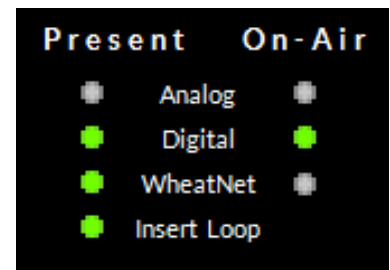 Present On-Air
Analog
Digital
WheatNet
Insert Loop